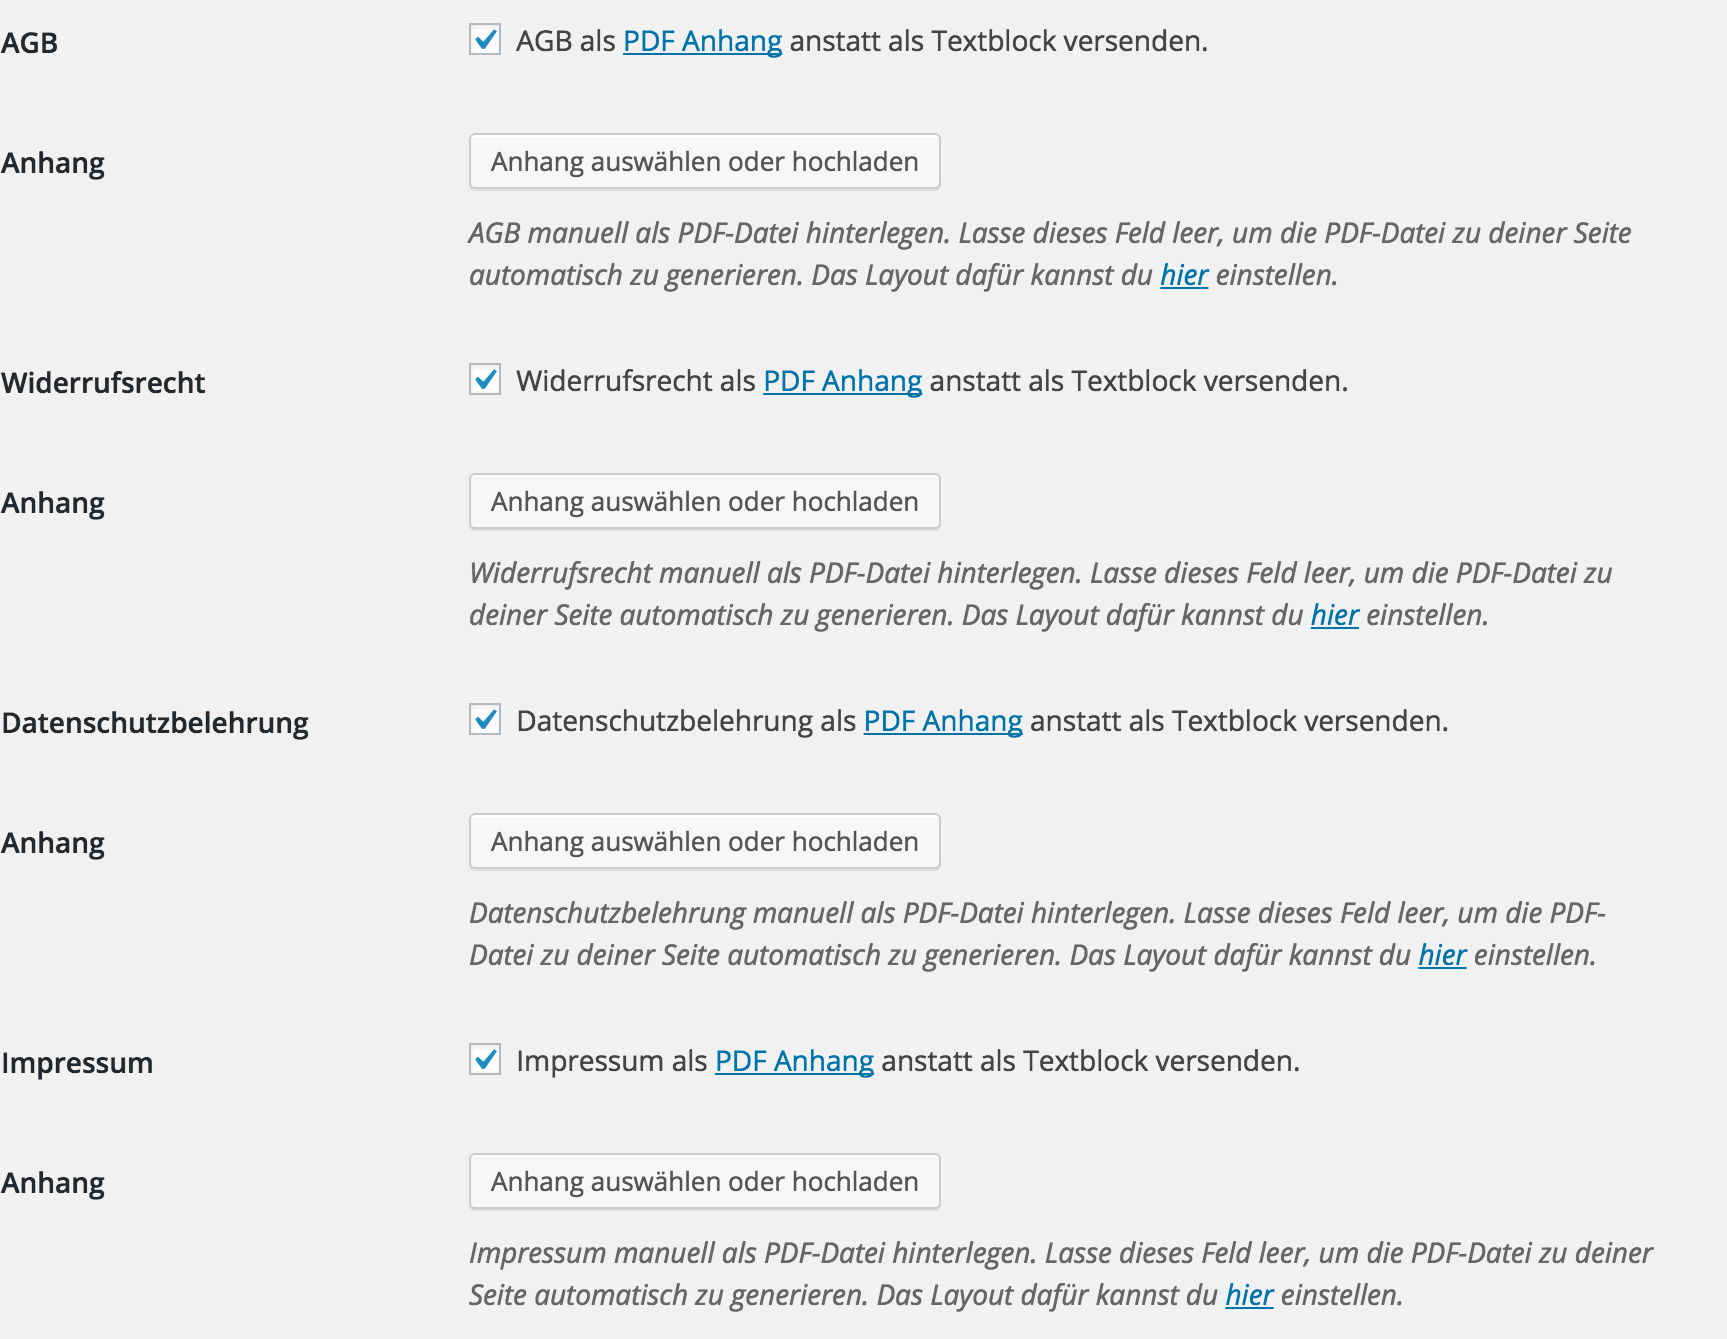 AGB
AGB als PDF Anhang anstatt als Textblock versenden.
Anhang
Anhang auswählen oder hochladen
AGB manuell als PDF-Datei hinterlegen. Lasse dieses Feld leer, um die PDF-Datei zu deiner Seite
automatisch zu generieren. Das Layout dafür kannst du hier einstellen.
Widerrufsrecht
Widerrufsrecht als PDF Anhang anstatt als Textblock versenden.
Anhang
Anhang auswählen oder hochladen
Widerrufsrecht manuell als PDF-Datei hinterlegen. Lasse dieses Feld leer, um die PDF-Datei zu
deiner Seite automatisch zu generieren. Das Layout dafür kannst du hier einstellen.
Datenschutzbelehrung
Datenschutzbelehrung als PDF Anhang anstatt als Textblock versenden.
Anhang
Anhang auswählen oder hochladen
Datenschutzbelehrung manuell als PDF-Datei hinterlegen. Lasse dieses Feld leer, um die PDF-
Datei zu deiner Seite automatisch zu generieren. Das Layout dafür kannst du hier einstellen.
Impressum
Impressum als PDF Anhang anstatt als Textblock versenden.
Anhang
Anhang auswählen oder hochladen
Impressum manuell als PDF-Datei hinterlegen. Lasse dieses Feld leer, um die PDF-Datei zu deiner
Seite automatisch zu generieren. Das Layout dafür kannst du hier einstellen.